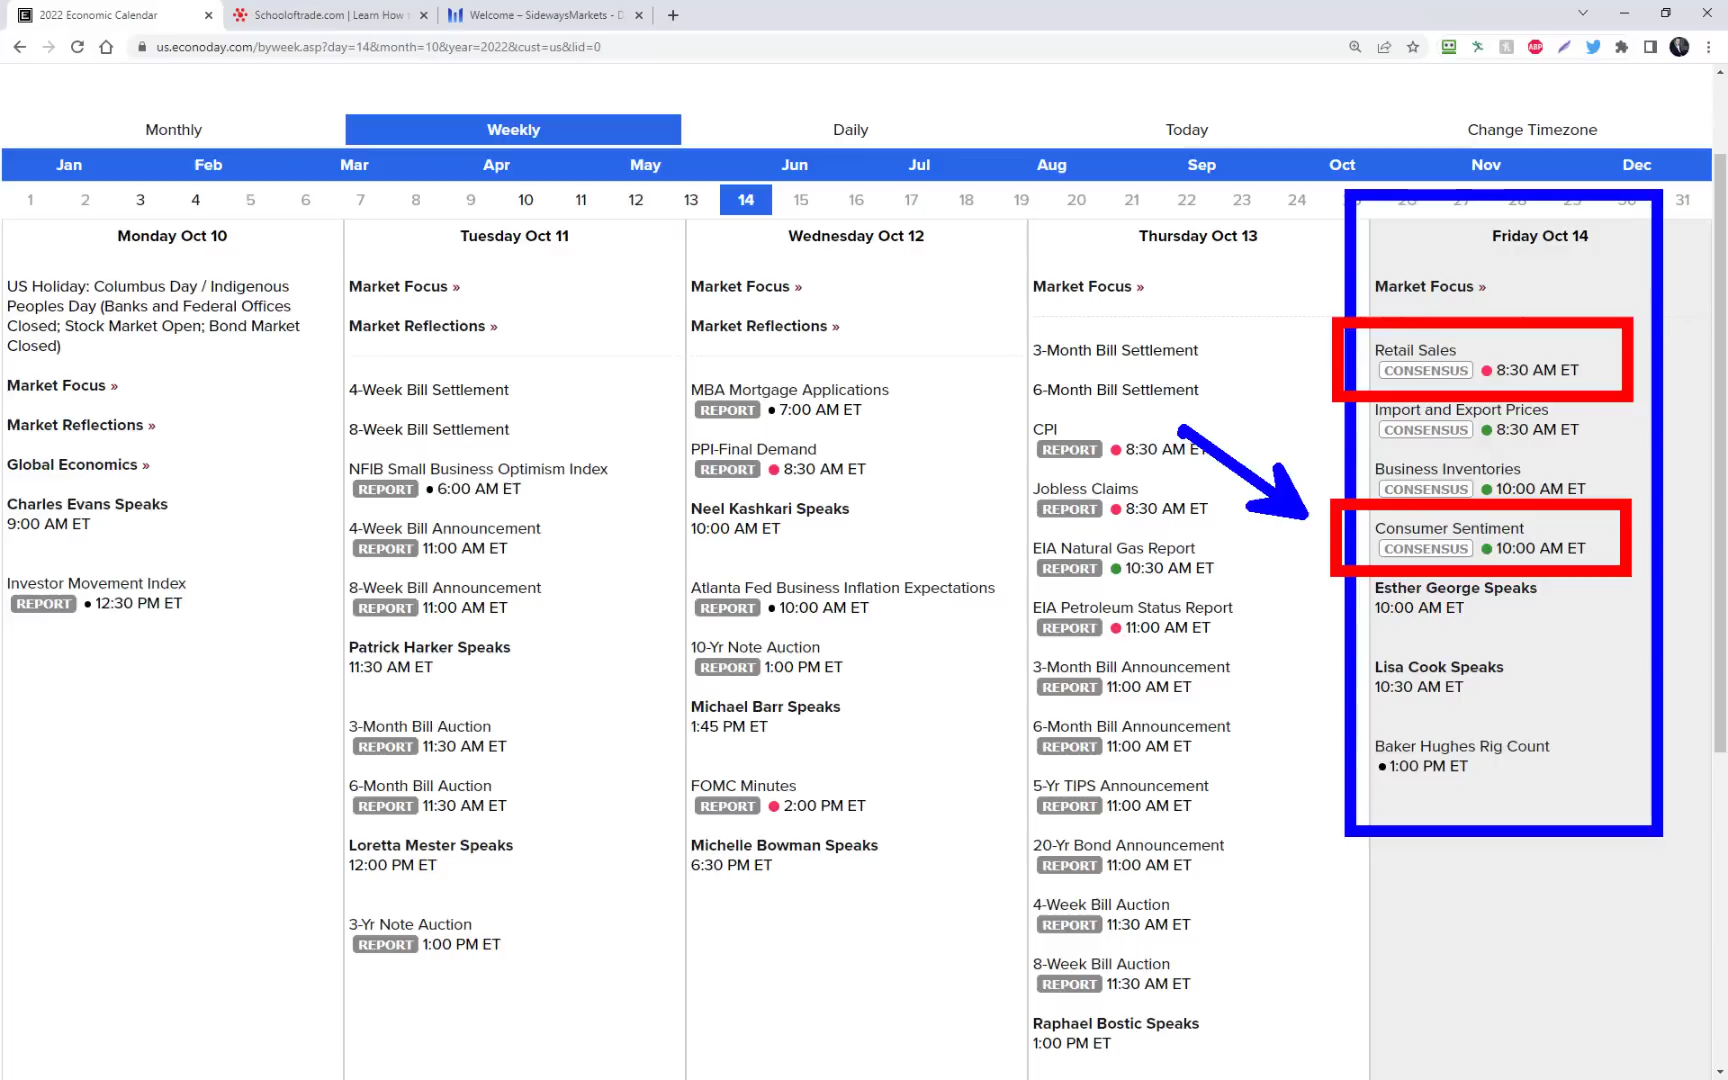 2022 Economic Calendar
Schooloftrade.com | Learn How
Welcome – SidewaysMarkets - D
us.econoday.com/byweek.asp?day=14&month=10&year=2022&cust=us&lid=0
ABP
Monthly
Weekly
Daily
Today
Change Timezone
Jan Feb Mar Apr May Jun Jul Aug Sep Oct Nov Dec
1 2 3 4 5 6 7 8 9 10 11 12 13 14 15 16 17 18 19 20 21 22 23 24 26 27 28 29 30 31
Monday Oct 10
US Holiday: Columbus Day / Indigenous
Peoples Day (Banks and Federal Offices
Closed; Stock Market Open; Bond Market
Closed)
Market Focus »
Market Reflections »
Global Economics »
Charles Evans Speaks
9:00 AM ET
Investor Movement Index
REPORT • 12:30 PM ET
Tuesday Oct 11
Market Focus »
Market Reflections »
4-Week Bill Settlement
8-Week Bill Settlement
NFIB Small Business Optimism Index
REPORT • 6:00 AM ET
4-Week Bill Announcement
REPORT 11:00 AM ET
8-Week Bill Announcement
REPORT 11:00 AM ET
Patrick Harker Speaks
11:30 AM ET
3-Month Bill Auction
REPORT 11:30 AM ET
6-Month Bill Auction
REPORT 11:30 AM ET
Loretta Mester Speaks
12:00 PM ET
3-Yr Note Auction
REPORT 1:00 PM ET
Wednesday Oct 12
Market Focus »
Market Reflections »
MBA Mortgage Applications
REPORT • 7:00 AM ET
PPI-Final Demand
REPORT • 8:30 AM ET
Neel Kashkari Speaks
10:00 AM ET
Atlanta Fed Business Inflation Expectations
REPORT • 10:00 AM ET
10-Yr Note Auction
REPORT 1:00 PM ET
Michael Barr Speaks
1:45 PM ET
FOMC Minutes
REPORT • 2:00 PM ET
Michelle Bowman Speaks
6:30 PM ET
Thursday Oct 13
Market Focus »
3-Month Bill Settlement
6-Month Bill Settlement
CPI
REPORT • 8:30 AM ET
Jobless Claims
REPORT • 8:30 AM ET
EIA Natural Gas Report
REPORT • 10:30 AM ET
EIA Petroleum Status Report
REPORT • 11:00 AM ET
3-Month Bill Announcement
REPORT 11:00 AM ET
6-Month Bill Announcement
REPORT 11:00 AM ET
5-Yr TIPS Announcement
REPORT 11:00 AM ET
20-Yr Bond Announcement
REPORT 11:00 AM ET
4-Week Bill Auction
REPORT 11:30 AM ET
8-Week Bill Auction
REPORT 11:30 AM ET
Raphael Bostic Speaks
1:00 PM ET
Friday Oct 14
Market Focus »
Retail Sales
CONSENSUS • 8:30 AM ET
Import and Export Prices
CONSENSUS • 8:30 AM ET
Business Inventories
CONSENSUS • 10:00 AM ET
Consumer Sentiment
CONSENSUS • 10:00 AM ET
Esther George Speaks
10:00 AM ET
Lisa Cook Speaks
10:30 AM ET
Baker Hughes Rig Count
• 1:00 PM ET